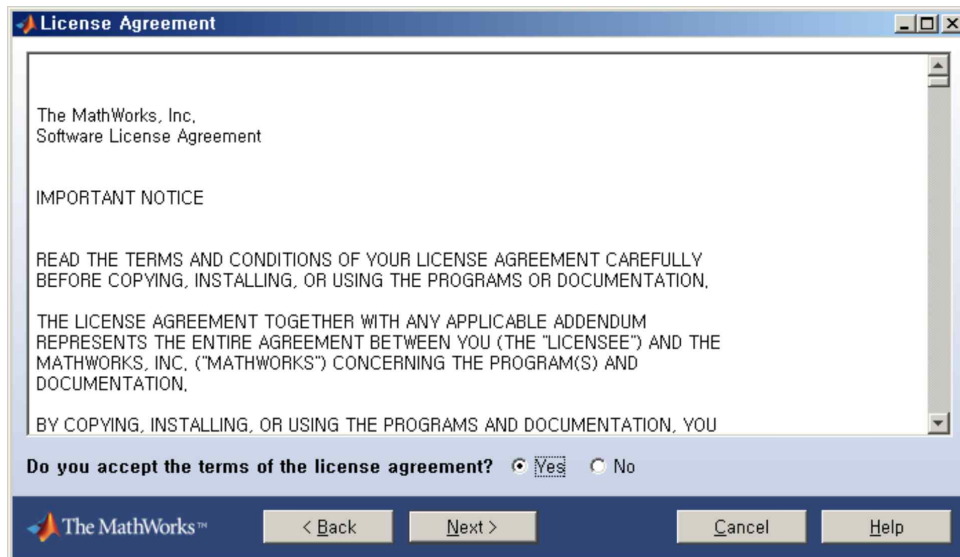 License Agreement
The MathWorks, Inc.
Software License Agreement
IMPORTANT NOTICE
READ THE TERMS AND CONDITIONS OF YOUR LICENSE AGREEMENT CAREFULLY
BEFORE COPYING, INSTALLING, OR USING THE PROGRAMS OR DOCUMENTATION.
THE LICENSE AGREEMENT TOGETHER WITH ANY APPLICABLE ADDENDUM
REPRESENTS THE ENTIRE AGREEMENT BETWEEN YOU (THE "LICENSEE") AND THE
MATHWORKS, INC. ("MATHWORKS") CONCERNING THE PROGRAM(S) AND
DOCUMENTATION.
BY COPYING, INSTALLING, OR USING THE PROGRAMS AND DOCUMENTATION, YOU
Do you accept the terms of the license agreement? Yes No
The MathWorks™ < Back Next > Cancel Help